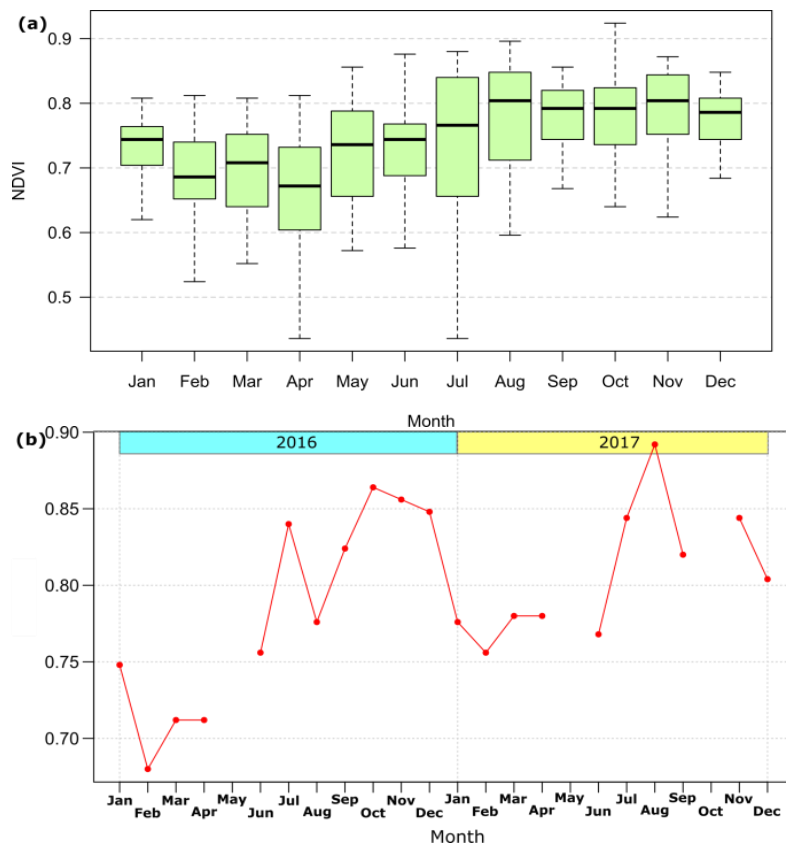 (a)
NDVI
0.9
0.8
0.7
0.6
0.5
Jan Feb Mar Apr May Jun Jul Aug Sep Oct Nov Dec
Month
(b)
2016 2017
0.90
0.85
0.80
0.75
0.70
Jan Feb Mar Apr May Jun Jul Aug Sep Oct Nov Dec Jan Feb Mar Apr May Jun Jul Aug Sep Oct Nov Dec
Month